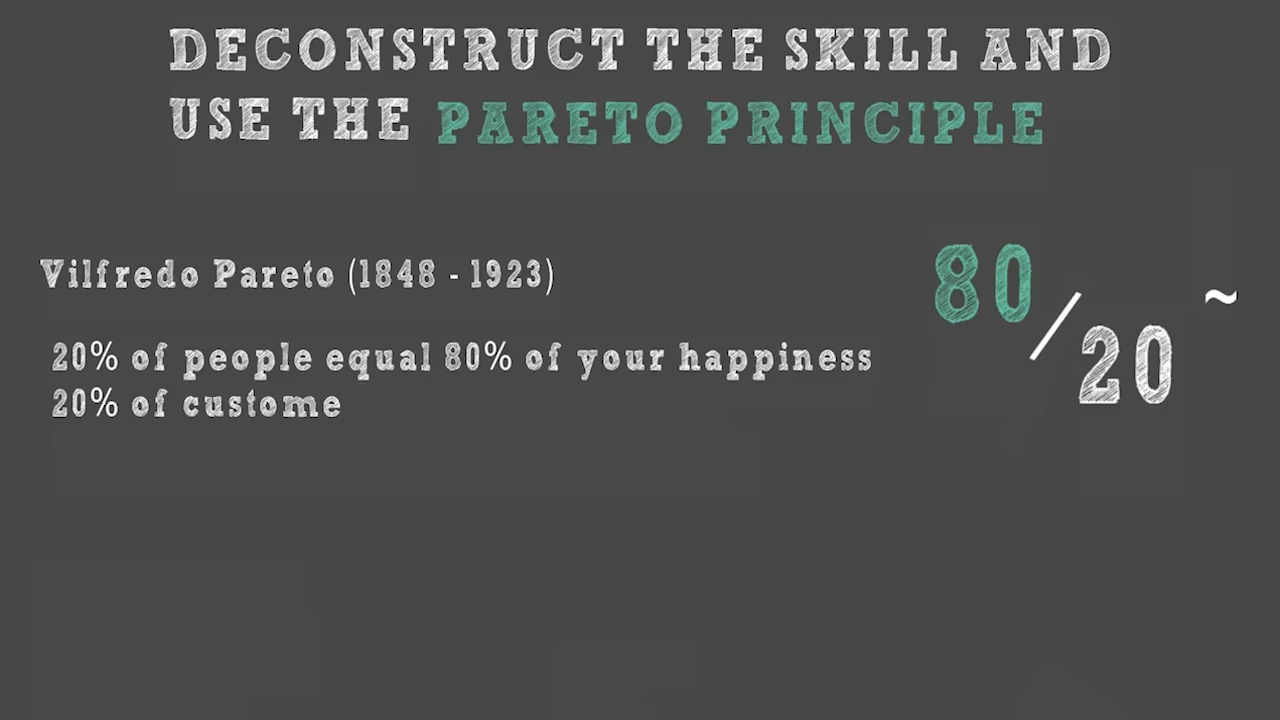 DECONSTRUCT THE SKILL AND
USE THE PARETO PRINCIPLE
Vilfredo Pareto (1848 - 1923)
80/20 ~
20% of people equal 80% of your happiness
20% of custome